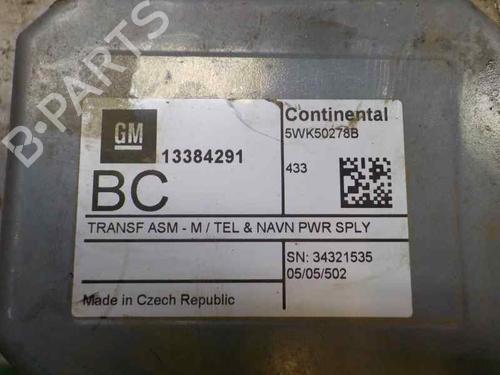 GM
13384291
BC
TRANSF ASM - M / TEL & NAVN PWR SPLY
Continental
5WK50278B
433
SN: 34321535
05/05/502
Made in Czech Republic
B-PARTS